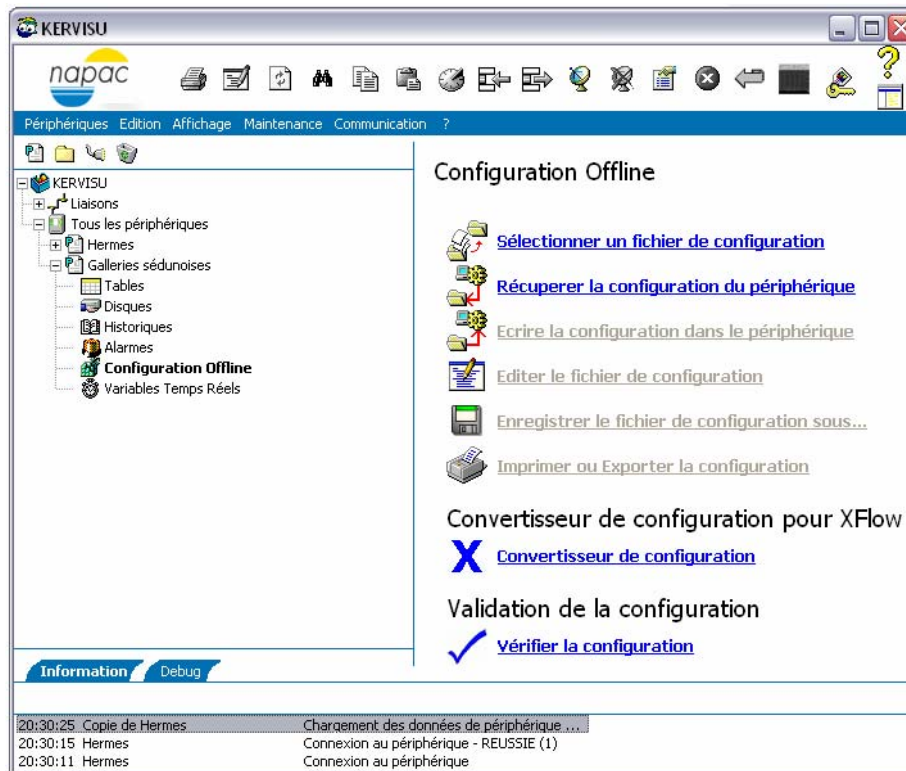 KERVISU
napac
Périphériques Edition Affichage Maintenance Communication ?
KERVISU
Liaisons
Tous les périphériques
Hermes
Galleries sédunoises
Tables
Disques
Historiques
Alarmes
Configuration Offline
Variables Temps Réels
Configuration Offline
Sélectionner un fichier de configuration
Récuperer la configuration du périphérique
Ecrire la configuration dans le périphérique
Editer le fichier de configuration
Enregistrer le fichier de configuration sous...
Imprimer ou Exporter la configuration
Convertisseur de configuration pour XFlow
Convertisseur de configuration
Validation de la configuration
Vérifier la configuration
Information Debug
20:30:25 Copie de Hermes Chargement des données de périphérique ...
20:30:15 Hermes Connexion au périphérique - REUSSIE (1)
20:30:11 Hermes Connexion au périphérique